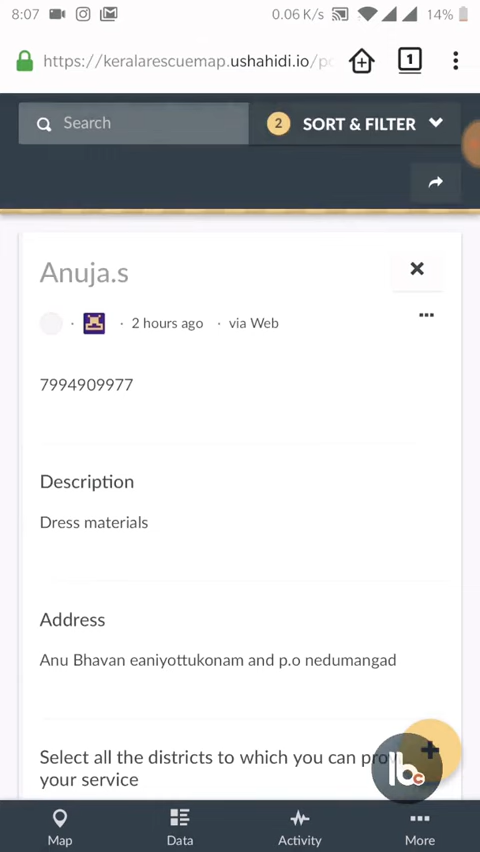 8:07 0.06 K/s 14%
https://keralarescuemap.ushahidi.io/po 1
Search 2 SORT & FILTER
Anuja.s
· · 2 hours ago · via Web
7994909977
Description
Dress materials
Address
Anu Bhavan eaniyottukonam and p.o nedumangad
Select all the districts to which you can pro
your service
Map Data Activity More